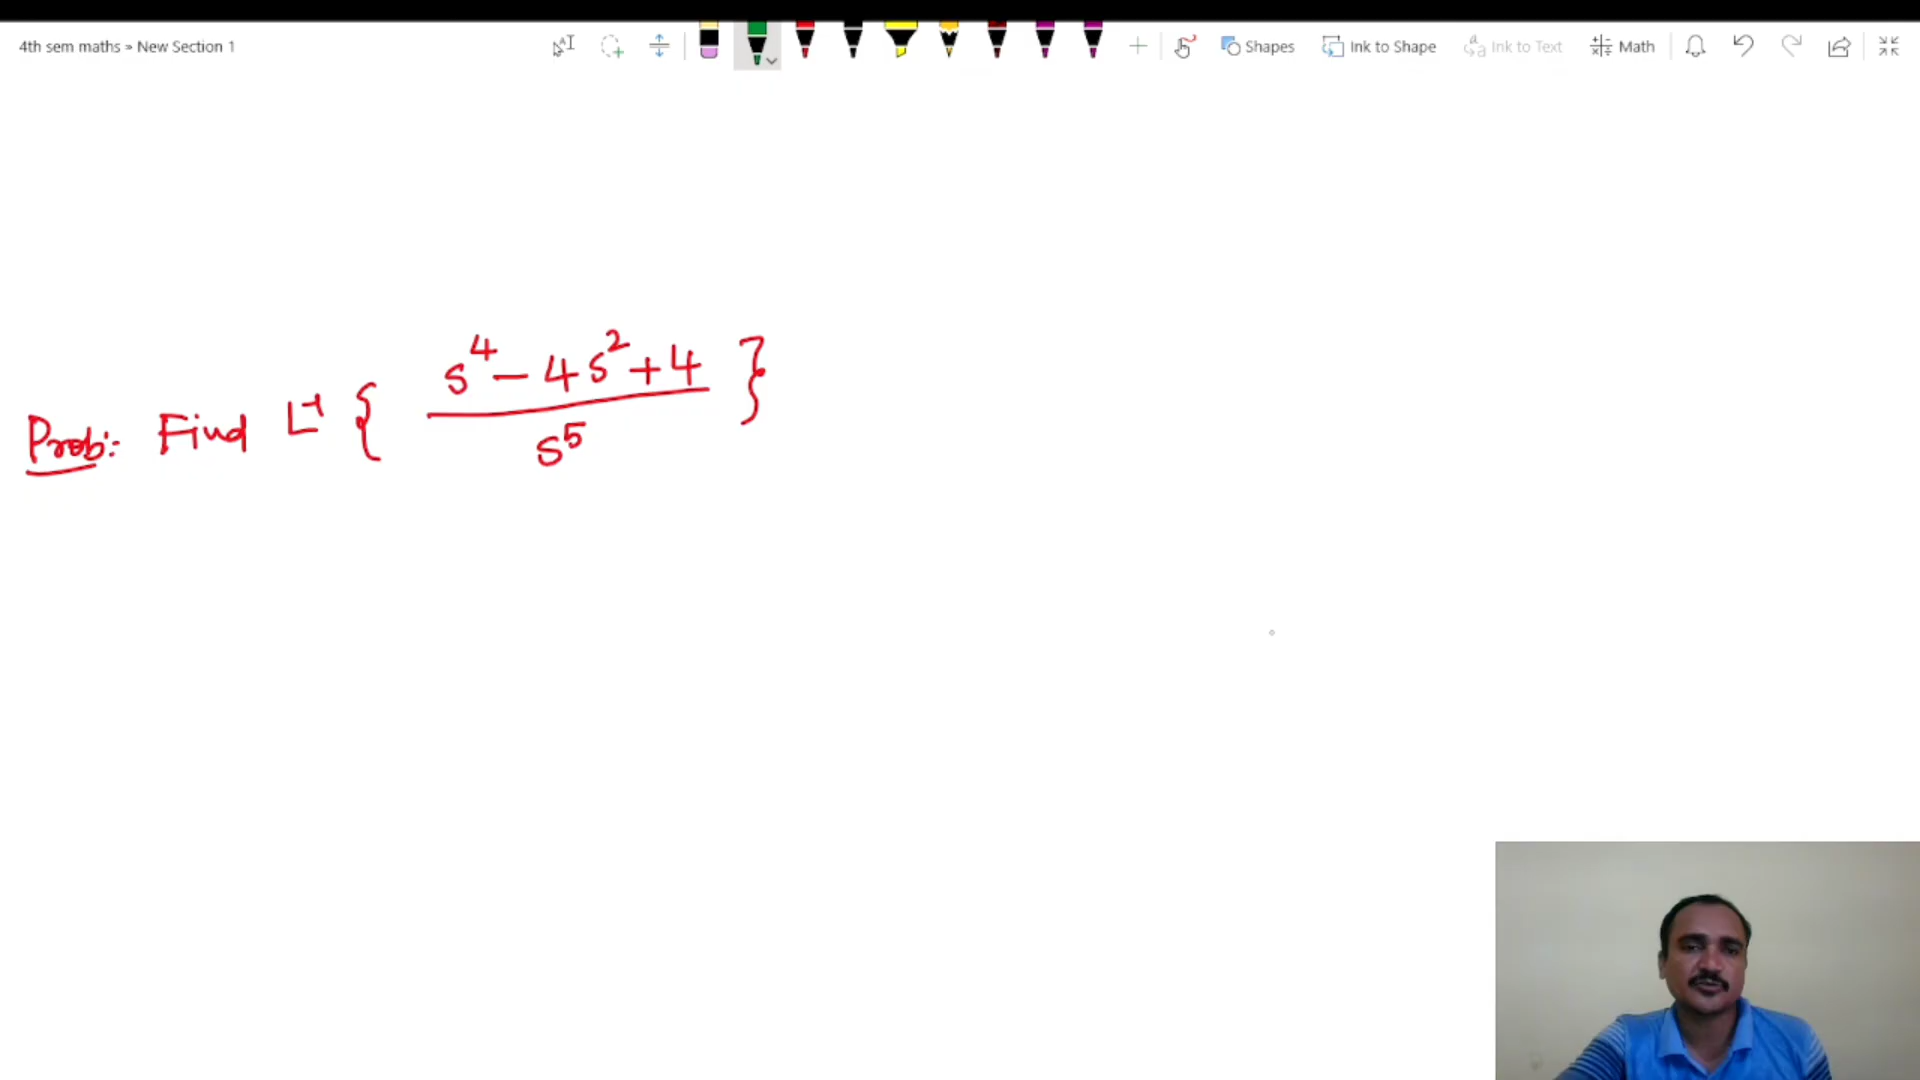 4th sem maths » New Section 1
Shapes
Ink to Shape
Ink to Text
Math
Prob: Find L⁻¹ { (s⁴ − 4s² + 4) / s⁵ }